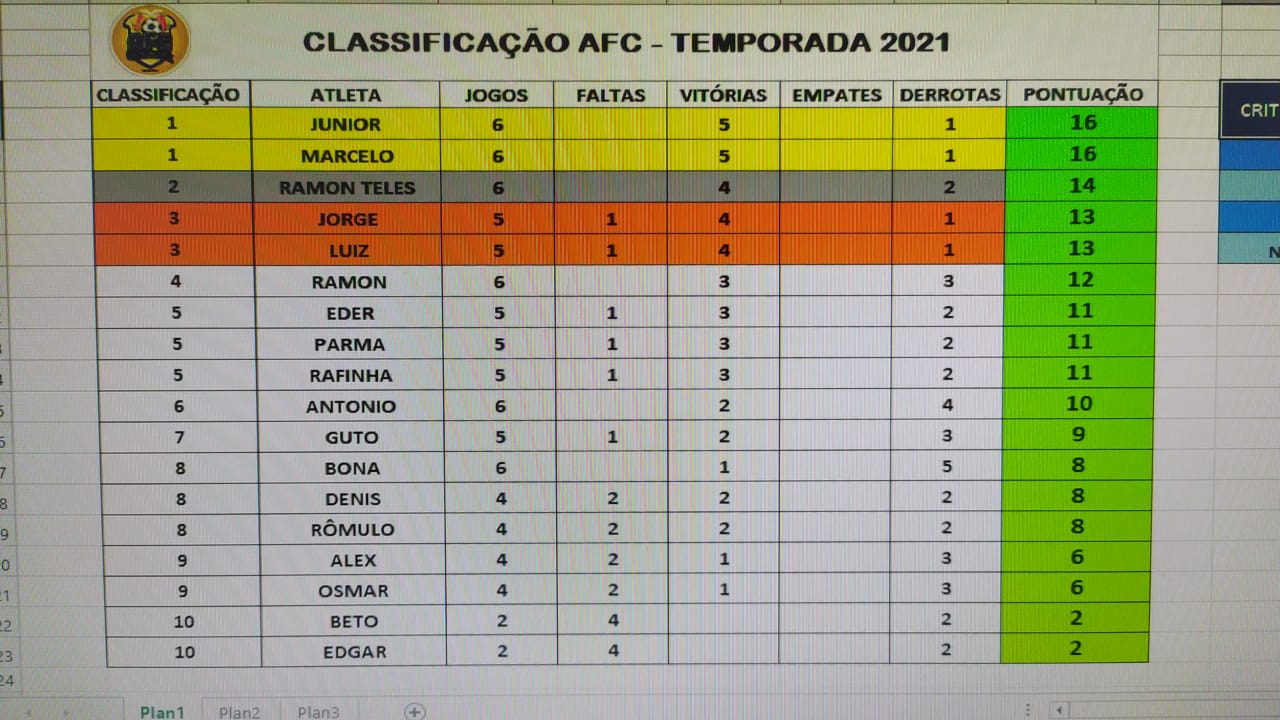 CLASSIFICAÇÃO AFC - TEMPORADA 2021
CLASSIFICAÇÃO ATLETA JOGOS FALTAS VITÓRIAS EMPATES DERROTAS PONTUAÇÃO
CRIT
1 JUNIOR 6 5 1 16
1 MARCELO 6 5 1 16
2 RAMON TELES 6 4 2 14
3 JORGE 5 1 4 1 13
3 LUIZ 5 1 4 1 13
N
4 RAMON 6 3 3 12
5 EDER 5 1 3 2 11
5 PARMA 5 1 3 2 11
5 RAFINHA 5 1 3 2 11
6 ANTONIO 6 2 4 10
7 GUTO 5 1 2 3 9
8 BONA 6 1 5 8
8 DENIS 4 2 2 2 8
8 RÔMULO 4 2 2 2 8
9 ALEX 4 2 1 3 6
9 OSMAR 4 2 1 3 6
10 BETO 2 4 2 2
10 EDGAR 2 4 2 2
24
Plan1 Plan2 Plan3